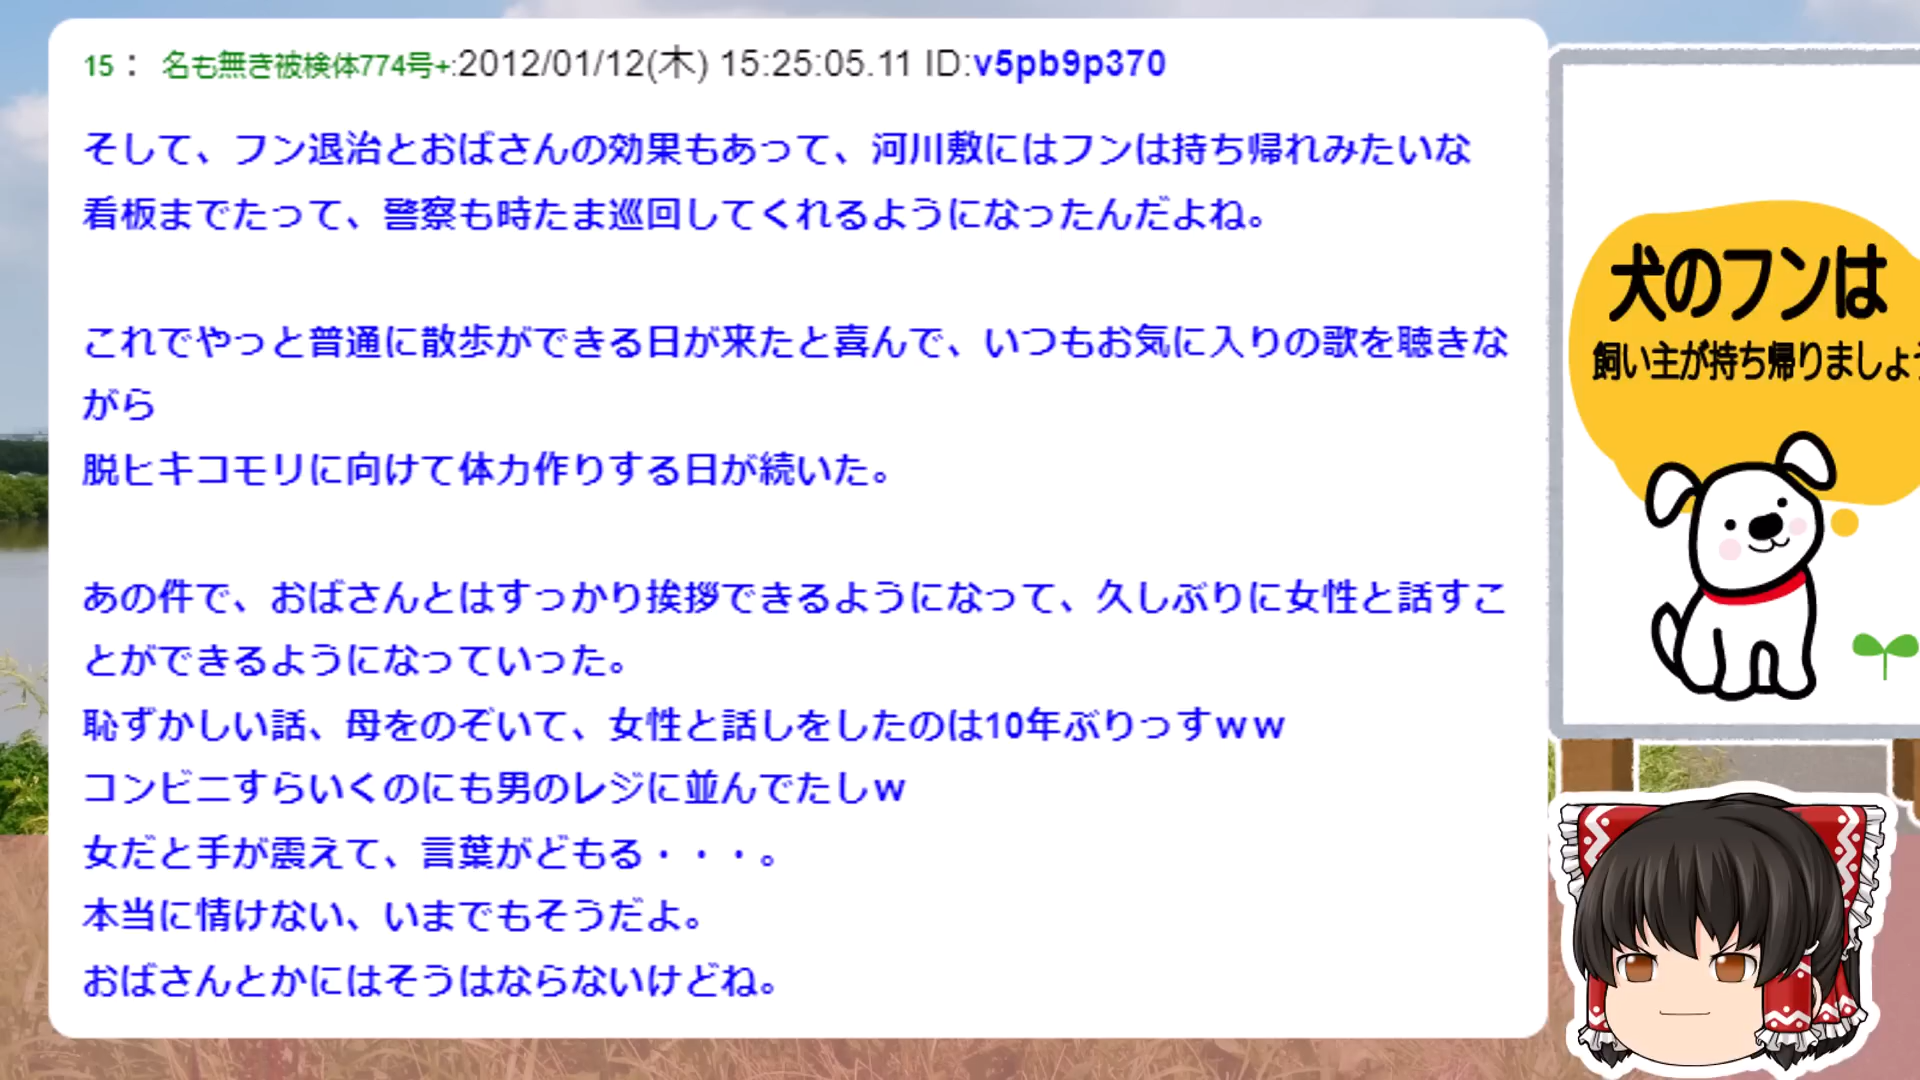 15： 名も無き被検体774号+:2012/01/12(木) 15:25:05.11 ID:v5pb9p370
そして、フン退治とおばさんの効果もあって、河川敷にはフンは持ち帰れみたいな
看板までたって、警察も時たま巡回してくれるようになったんだよね。
これでやっと普通に散歩ができる日が来たと喜んで、いつもお気に入りの歌を聴きな
がら
脱ヒキコモリに向けて体力作りする日が続いた。
あの件で、おばさんとはすっかり挨拶できるようになって、久しぶりに女性と話すこ
とができるようになっていった。
恥ずかしい話、母をのぞいて、女性と話しをしたのは10年ぶりっすｗｗ
コンビニすらいくのにも男のレジに並んでたしｗ
女だと手が震えて、言葉がどもる・・・。
本当に情けない、いまでもそうだよ。
おばさんとかにはそうはならないけどね。
犬のフンは
飼い主が持ち帰りましょう